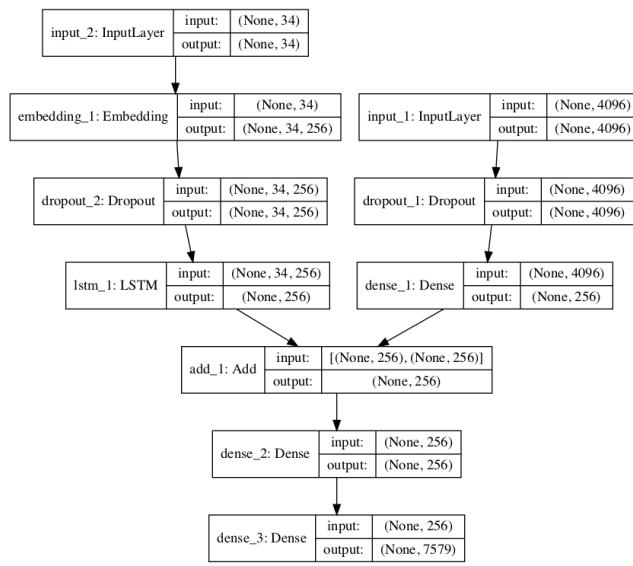 input_2: InputLayer
input: (None, 34)
output: (None, 34)
embedding_1: Embedding
input: (None, 34)
output: (None, 34, 256)
input_1: InputLayer
input: (None, 4096)
output: (None, 4096)
dropout_2: Dropout
input: (None, 34, 256)
output: (None, 34, 256)
dropout_1: Dropout
input: (None, 4096)
output: (None, 4096)
lstm_1: LSTM
input: (None, 34, 256)
output: (None, 256)
dense_1: Dense
input: (None, 4096)
output: (None, 256)
add_1: Add
input: [(None, 256), (None, 256)]
output: (None, 256)
dense_2: Dense
input: (None, 256)
output: (None, 256)
dense_3: Dense
input: (None, 256)
output: (None, 7579)